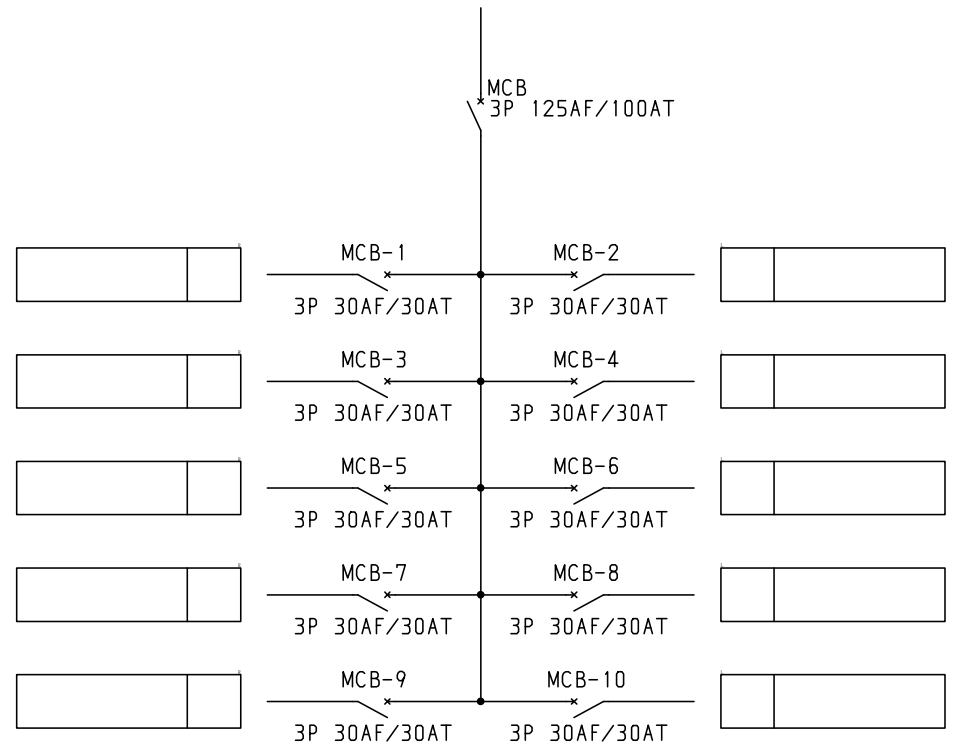 MCB
3P 125AF/100AT
MCB-1 MCB-2
3P 30AF/30AT 3P 30AF/30AT
MCB-3 MCB-4
3P 30AF/30AT 3P 30AF/30AT
MCB-5 MCB-6
3P 30AF/30AT 3P 30AF/30AT
MCB-7 MCB-8
3P 30AF/30AT 3P 30AF/30AT
MCB-9 MCB-10
3P 30AF/30AT 3P 30AF/30AT